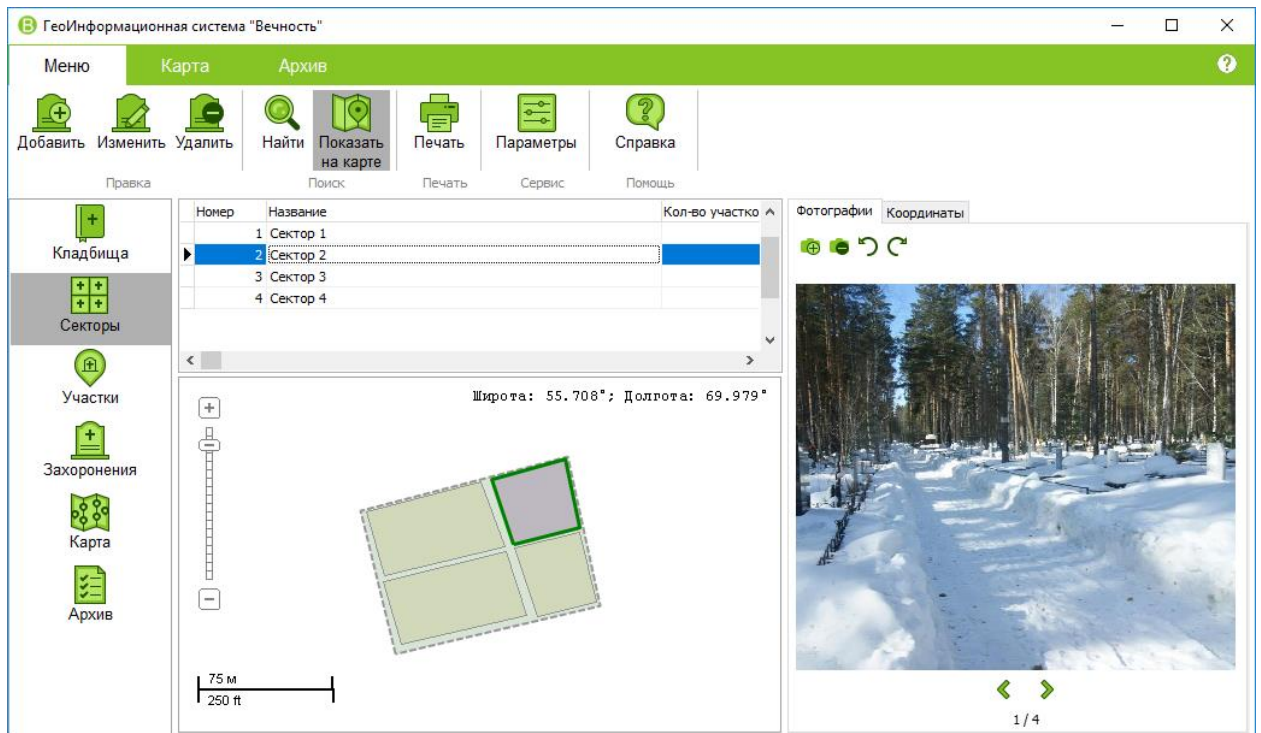 ГеоИнформационная система "Вечность"
Меню Карта Архив
Добавить Изменить Удалить Найти Показать на карте Печать Параметры Справка
Правка Поиск Печать Сервис Помощь
Кладбища
Секторы
Участки
Захоронения
Карта
Архив
Номер Название Кол-во участко
1 Сектор 1
2 Сектор 2
3 Сектор 3
4 Сектор 4
Широта: 55.708°; Долгота: 69.979°
75 м
250 ft
Фотографии Координаты
1 / 4